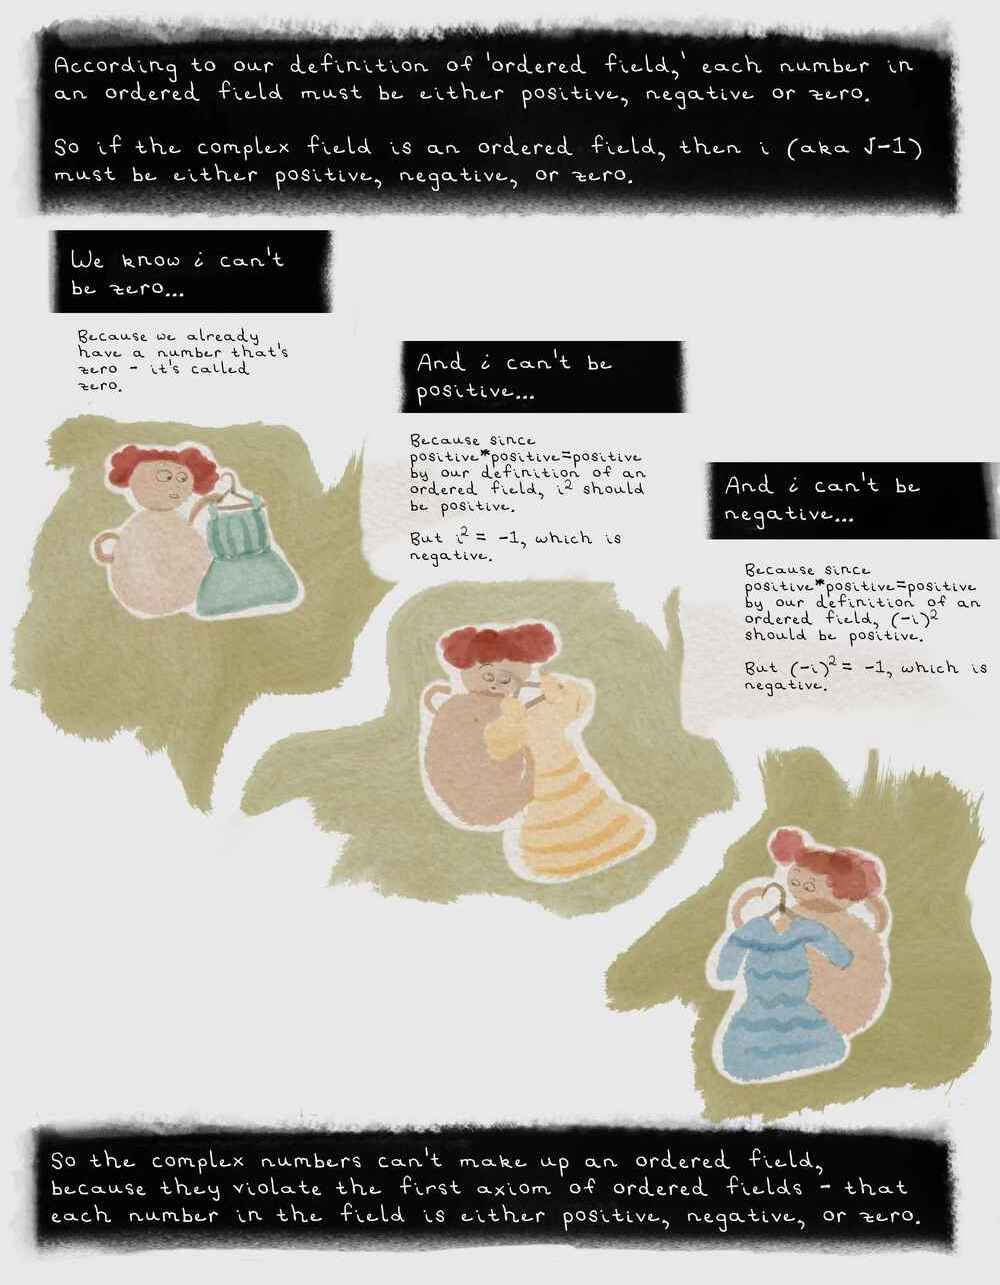 According to our definition of 'ordered field,' each number in
an ordered field must be either positive, negative or zero.
So if the complex field is an ordered field, then i (aka √-1)
must be either positive, negative, or zero.
We know i can't
be zero...
Because we already
have a number that's
zero - it's called
zero.
And i can't be
positive...
Because since
positive*positive=positive
by our definition of an
ordered field, i² should
be positive.
But i² = -1, which is
negative.
And i can't be
negative...
Because since
positive*positive=positive
by our definition of an
ordered field, (-i)²
should be positive.
But (-i)² = -1, which is
negative.
So the complex numbers can't make up an ordered field,
because they violate the first axiom of ordered fields - that
each number in the field is either positive, negative, or zero.